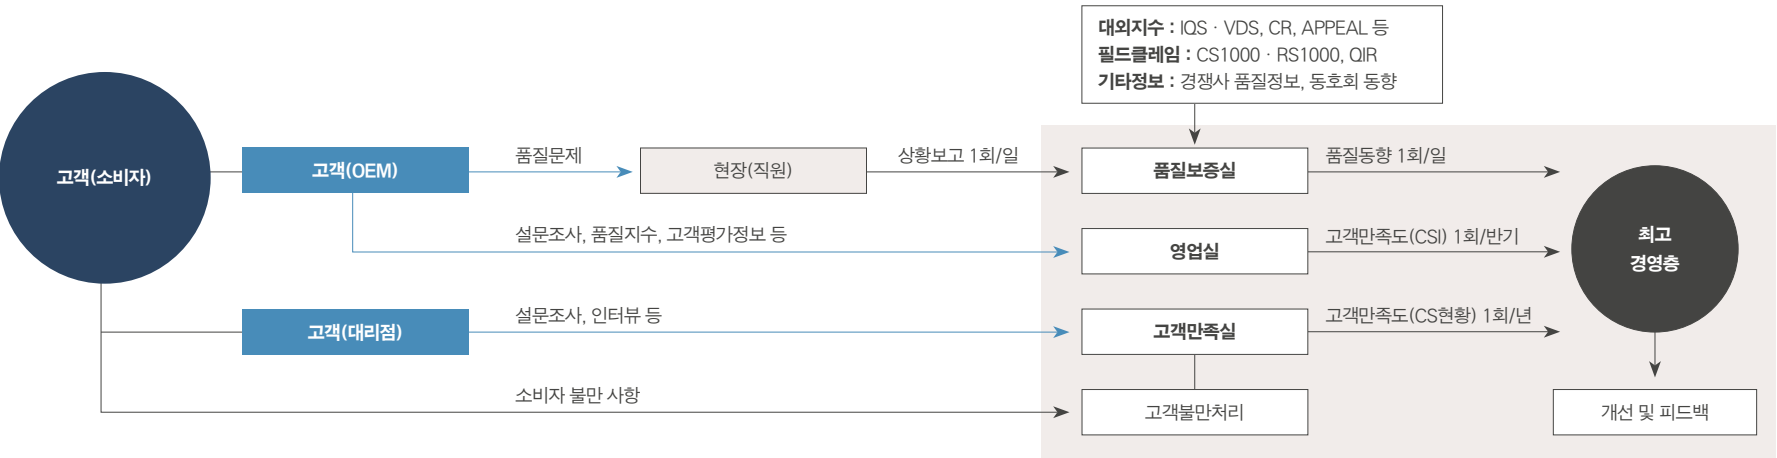 대외지수 : IQS · VDS, CR, APPEAL 등
필드클레임 : CS1000 · RS1000, QIR
기타정보 : 경쟁사 품질정보, 동호회 동향
고객(소비자)
고객(OEM)
품질문제
현장(직원)
상황보고 1회/일
품질보증실
품질동향 1회/일
설문조사, 품질지수, 고객평가정보 등
영업실
고객만족도(CSI) 1회/반기
최고
경영층
고객(대리점)
설문조사, 인터뷰 등
고객만족실
고객만족도(CS현황) 1회/년
소비자 불만 사항
고객불만처리
개선 및 피드백